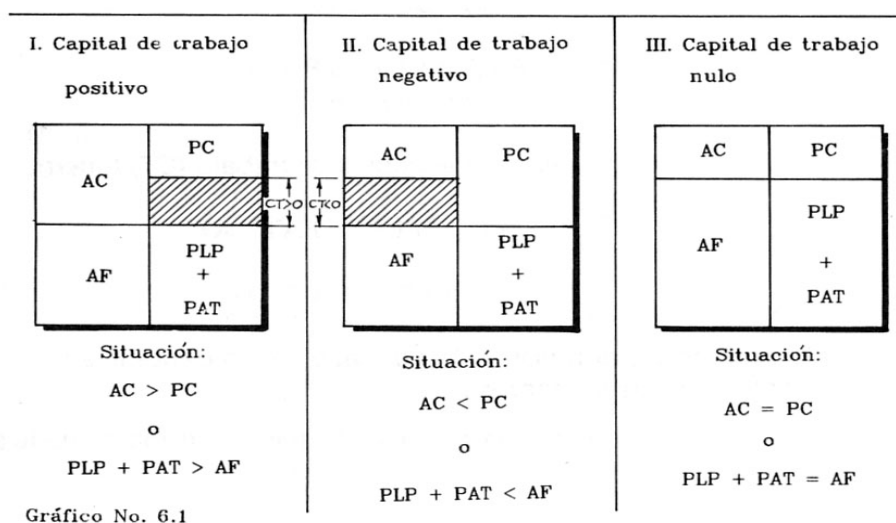 I. Capital de trabajo
positivo
AC
PC
CT>O
AF
PLP
+
PAT
Situación:
AC > PC
o
PLP + PAT > AF
Gráfico No. 6.1
II. Capital de trabajo
negativo
AC
PC
CT<O
AF
PLP
+
PAT
Situación:
AC < PC
o
PLP + PAT < AF
III. Capital de trabajo
nulo
AC
PC
AF
PLP
+
PAT
Situación:
AC = PC
o
PLP + PAT = AF